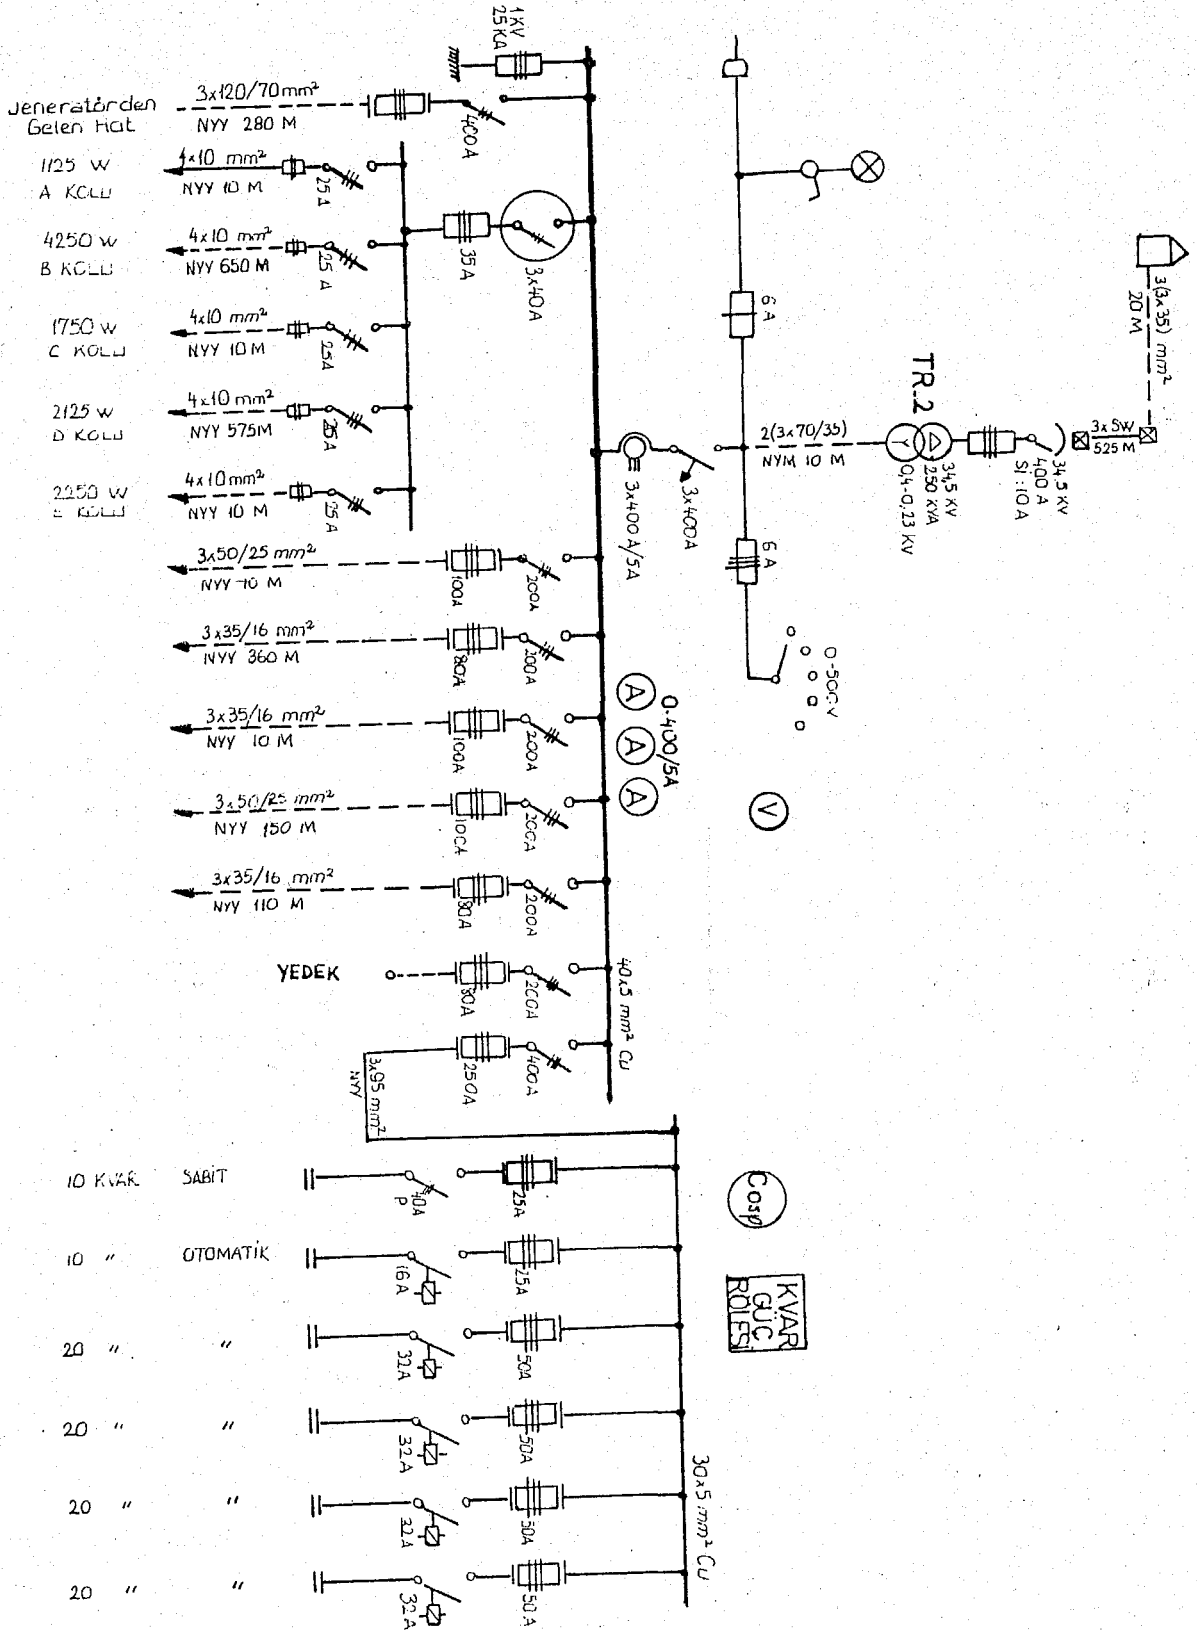 1KV
25KA
Jeneratörden
Gelen Hat
3x120/70mm²
NYY 280 M
400A
1125 W
A KOLU
4x10 mm²
NYY 10 M
25A
4250 W
B KOLU
4x10 mm²
NYY 650 M
25A
1750 W
C KOLU
4x10 mm²
NYY 10 M
25A
2125 W
D KOLU
4x10 mm²
NYY 575M
25A
2250 W
E KOLU
4x10mm²
NYY 10 M
25A
35A
3x40A
3x50/25 mm²
NYY 10 M
100A
200A
3x35/16 mm²
NYY 360 M
80A
200A
3x35/16 mm²
NYY 10 M
100A
200A
3x50/25 mm²
NYY 150 M
100A
200A
3x35/16 mm²
NYY 110 M
80A
200A
YEDEK
80A
200A
3x95 mm²
NYY
250A
400A
40x5 mm² Cu
3x400A/5A
3x400A
0-400/5A
A
A
A
V
0-500V
6A
6A
2(3x70/35)
NYM 10 M
TR.2
34,5 KV
250 KVA
0,4-0,23 KV
34,5 KV
400 A
SI:10A
3xSW
525 M
3(3x35) mm²
20 M
Cosφ
KVAR
GÜÇ
RÖLESİ
30x5 mm² Cu
10 KVAR SABİT
40A
P
25A
10 " OTOMATİK
16A
25A
20 " "
32A
50A
20 " "
32A
50A
20 " "
32A
50A
20 " "
32A
50A